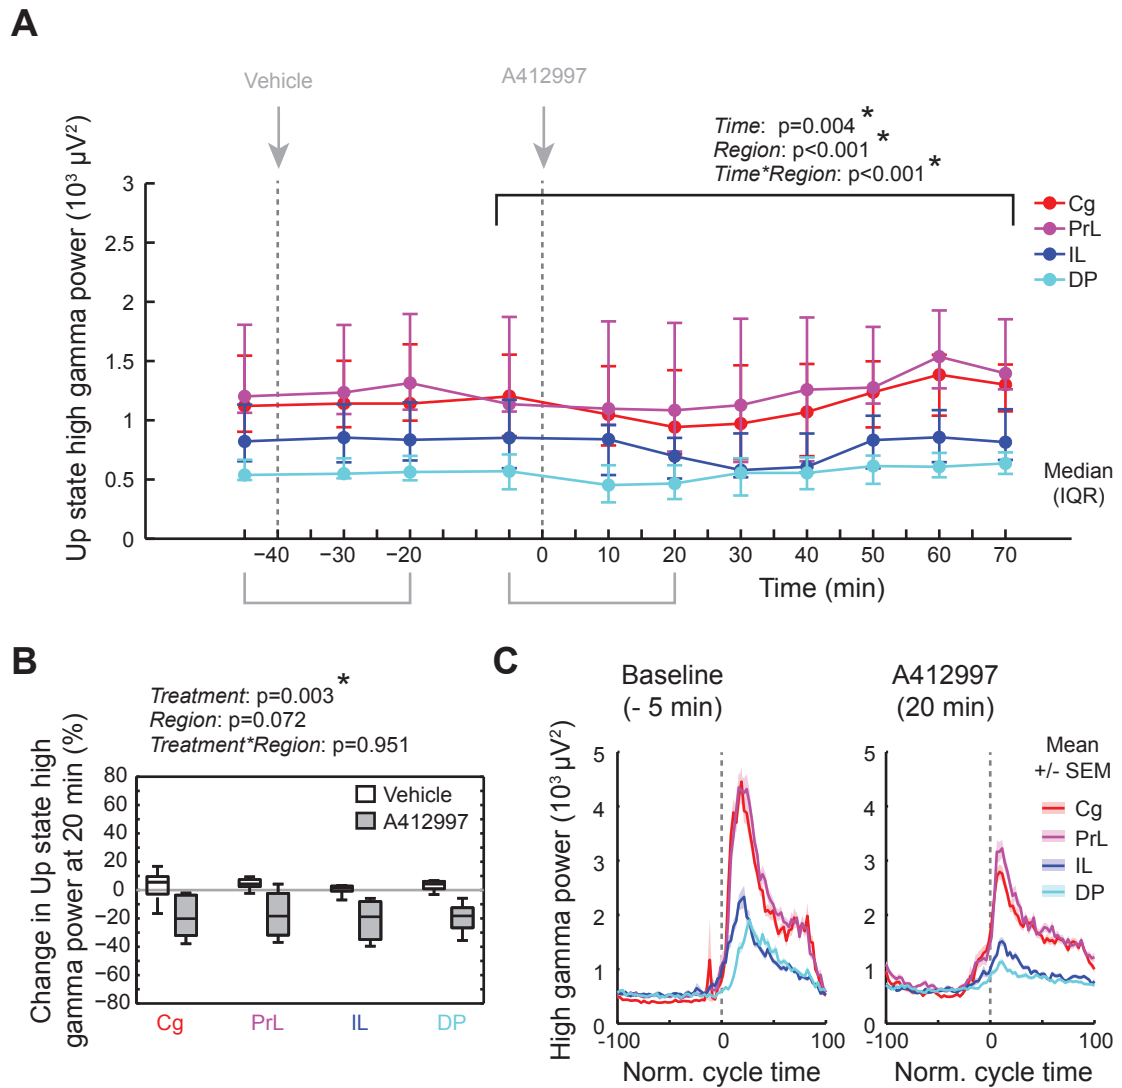 A
Vehicle
A412997
Time: p=0.004 *
Region: p<0.001 *
Time*Region: p<0.001 *
Up state high gamma power (10³ µV²)
3
2.5
2
1.5
1
0.5
0
Cg
PrL
IL
DP
Median
(IQR)
−40 −30 −20 0 10 20 30 40 50 60 70
Time (min)
B
Treatment: p=0.003 *
Region: p=0.072
Treatment*Region: p=0.951
Change in Up state high
gamma power at 20 min (%)
80
60
40
20
0
−20
−40
−60
−80
Vehicle
A412997
Cg PrL IL DP
C
Baseline
(- 5 min)
A412997
(20 min)
High gamma power (10³ µV²)
5
4
3
2
1
0
-100 0 100
Norm. cycle time
5
4
3
2
1
0
-100 0 100
Norm. cycle time
Mean
+/- SEM
Cg
PrL
IL
DP